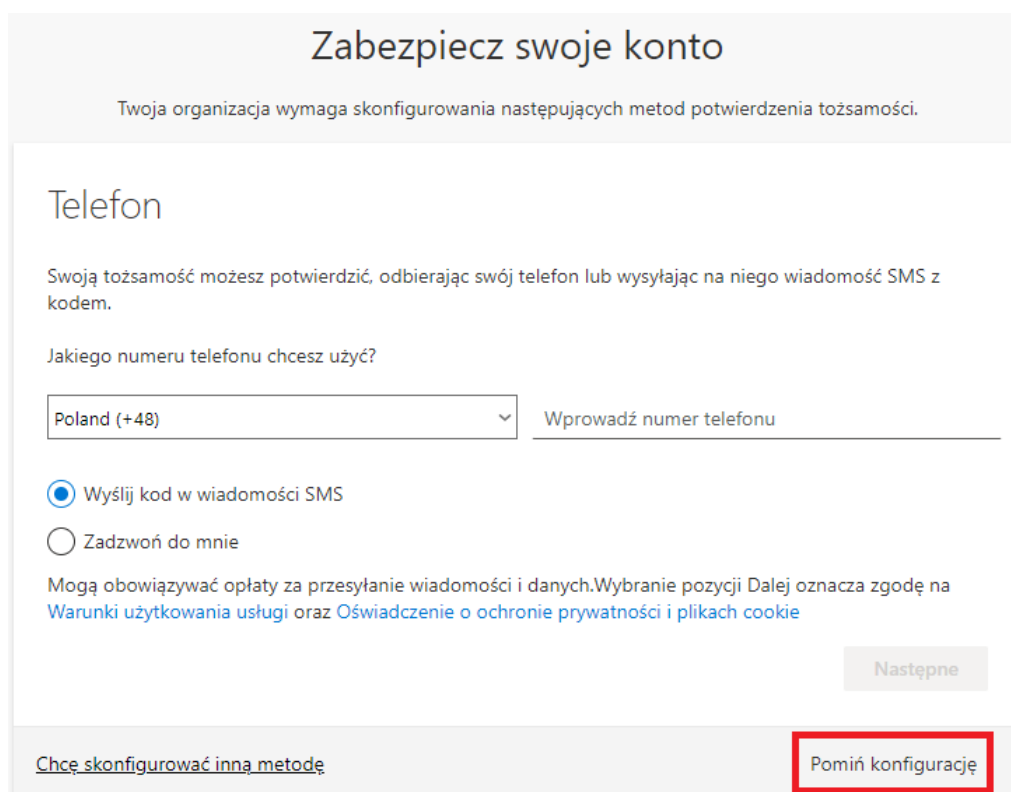 Zabezpiecz swoje konto
Twoja organizacja wymaga skonfigurowania następujących metod potwierdzenia tożsamości.
Telefon
Swoją tożsamość możesz potwierdzić, odbierając swój telefon lub wysyłając na niego wiadomość SMS z
kodem.
Jakiego numeru telefonu chcesz użyć?
Poland (+48)
Wprowadź numer telefonu
Wyślij kod w wiadomości SMS
Zadzwoń do mnie
Mogą obowiązywać opłaty za przesyłanie wiadomości i danych.Wybranie pozycji Dalej oznacza zgodę na
Warunki użytkowania usługi oraz Oświadczenie o ochronie prywatności i plikach cookie
Następne
Chcę skonfigurować inną metodę
Pomiń konfigurację